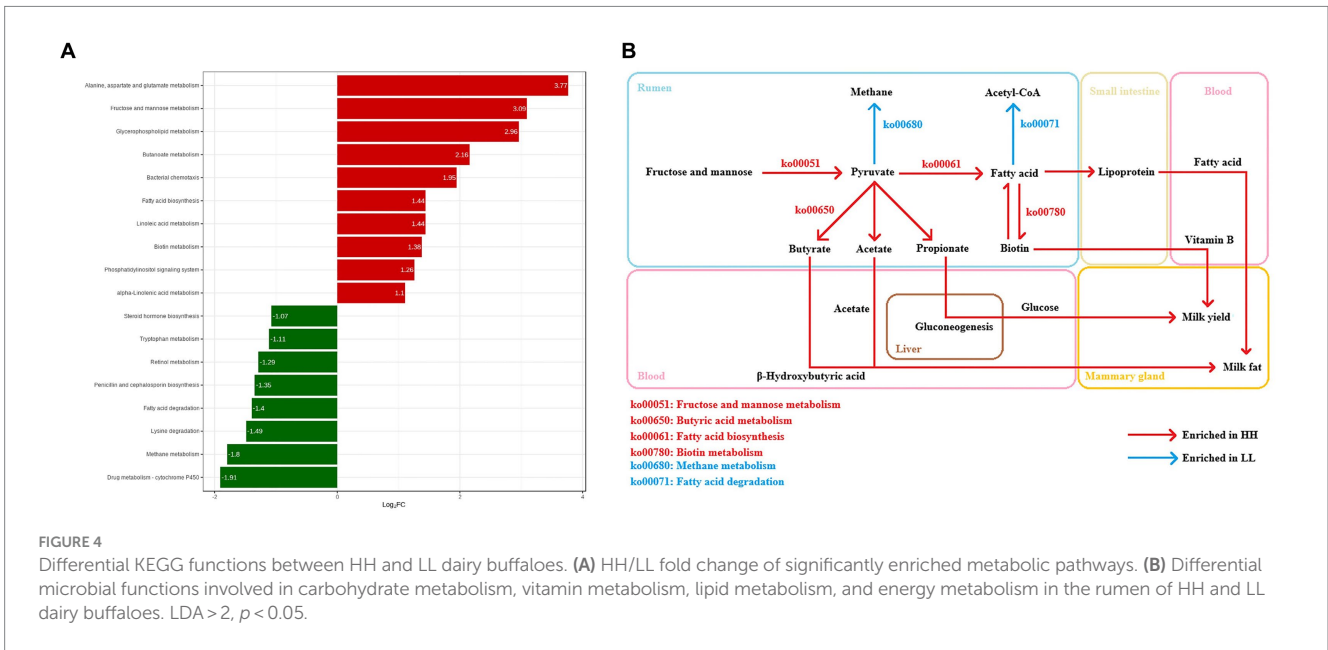 A
Alanine, aspartate and glutamate metabolism
3.77
Fructose and mannose metabolism
3.09
Glycerophospholipid metabolism
2.96
Butanoate metabolism
2.16
Bacterial chemotaxis
1.95
Fatty acid biosynthesis
1.44
Linoleic acid metabolism
1.44
Biotin metabolism
1.38
Phosphatidylinositol signaling system
1.26
alpha-Linolenic acid metabolism
1.1
Steroid hormone biosynthesis
-1.07
Tryptophan metabolism
-1.11
Retinol metabolism
-1.29
Penicillin and cephalosporin biosynthesis
-1.35
Fatty acid degradation
-1.4
Lysine degradation
-1.49
Methane metabolism
-1.8
Drug metabolism - cytochrome P450
-1.91
-2 0 2 4
Log₂FC
B
Rumen
Methane
Acetyl-CoA
Small intestine
Blood
ko00680
ko00071
Fructose and mannose
ko00051
Pyruvate
ko00061
Fatty acid
Lipoprotein
Fatty acid
ko00650
ko00780
Butyrate
Acetate
Propionate
Biotin
Vitamin B
Acetate
Gluconeogenesis
Liver
Glucose
Milk yield
Blood
β-Hydroxybutyric acid
Mammary gland
Milk fat
ko00051: Fructose and mannose metabolism
ko00650: Butyric acid metabolism
ko00061: Fatty acid biosynthesis
ko00780: Biotin metabolism
ko00680: Methane metabolism
ko00071: Fatty acid degradation
Enriched in HH
Enriched in LL
FIGURE 4
Differential KEGG functions between HH and LL dairy buffaloes. (A) HH/LL fold change of significantly enriched metabolic pathways. (B) Differential
microbial functions involved in carbohydrate metabolism, vitamin metabolism, lipid metabolism, and energy metabolism in the rumen of HH and LL
dairy buffaloes. LDA > 2, p < 0.05.